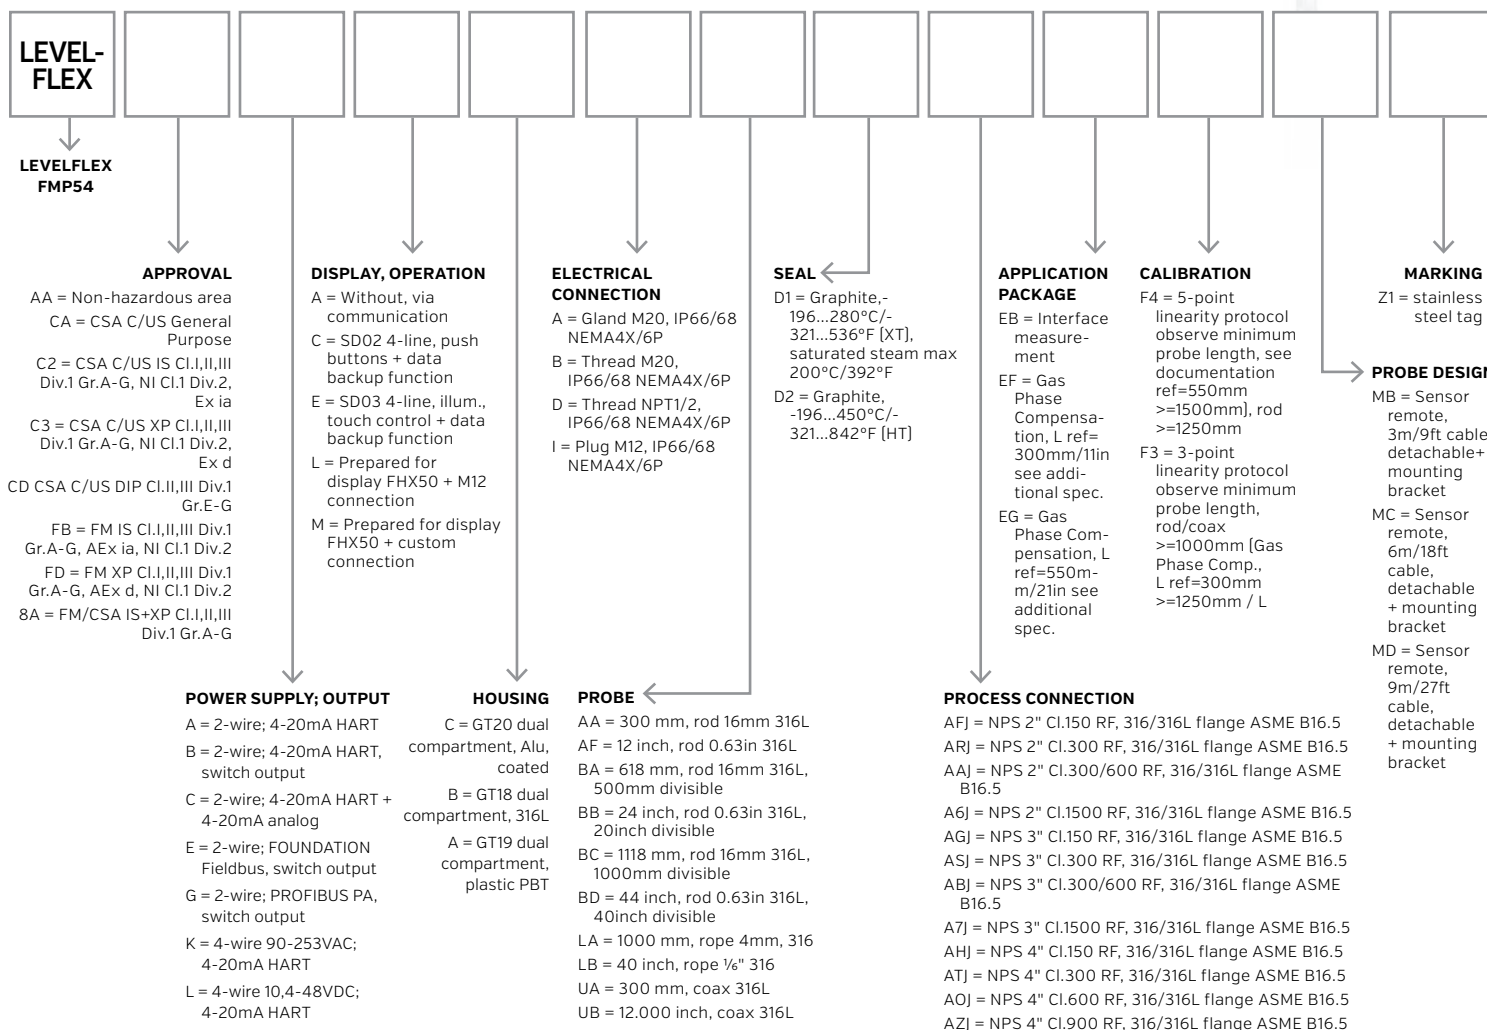 LEVEL-
FLEX
LEVELFLEX
FMP54
APPROVAL
AA = Non-hazardous area
CA = CSA C/US General
Purpose
C2 = CSA C/US IS Cl.I,II,III
Div.1 Gr.A-G, NI Cl.1 Div.2,
Ex ia
C3 = CSA C/US XP Cl.I,II,III
Div.1 Gr.A-G, NI Cl.1 Div.2,
Ex d
CD CSA C/US DIP Cl.II,III Div.1
Gr.E-G
FB = FM IS Cl.I,II,III Div.1
Gr.A-G, AEx ia, NI Cl.1 Div.2
FD = FM XP Cl.I,II,III Div.1
Gr.A-G, AEx d, NI Cl.1 Div.2
8A = FM/CSA IS+XP Cl.I,II,III
Div.1 Gr.A-G
DISPLAY, OPERATION
A = Without, via
communication
C = SD02 4-line, push
buttons + data
backup function
E = SD03 4-line, illum.,
touch control + data
backup function
L = Prepared for
display FHX50 + M12
connection
M = Prepared for display
FHX50 + custom
connection
ELECTRICAL
CONNECTION
A = Gland M20, IP66/68
NEMA4X/6P
B = Thread M20,
IP66/68 NEMA4X/6P
D = Thread NPT1/2,
IP66/68 NEMA4X/6P
I = Plug M12, IP66/68
NEMA4X/6P
SEAL
D1 = Graphite,-
196...280°C/-
321...536°F (XT),
saturated steam max
200°C/392°F
D2 = Graphite,
-196...450°C/-
321...842°F (HT)
APPLICATION
PACKAGE
EB = Interface
measure-
ment
EF = Gas
Phase
Compensa-
tion, L ref=
300mm/11in
see addi-
tional spec.
EG = Gas
Phase Com-
pensation, L
ref=550m-
m/21in see
additional
spec.
CALIBRATION
F4 = 5-point
linearity protocol
observe minimum
probe length, see
documentation
ref=550mm
>=1500mm), rod
>=1250mm
F3 = 3-point
linearity protocol
observe minimum
probe length,
rod/coax
>=1000mm (Gas
Phase Comp.,
L ref=300mm
>=1250mm / L
MARKING
Z1 = stainless
steel tag
PROBE DESIGN
MB = Sensor
remote,
3m/9ft cable
detachable+
mounting
bracket
MC = Sensor
remote,
6m/18ft
cable,
detachable
+ mounting
bracket
MD = Sensor
remote,
9m/27ft
cable,
detachable
+ mounting
bracket
POWER SUPPLY; OUTPUT
A = 2-wire; 4-20mA HART
B = 2-wire; 4-20mA HART,
switch output
C = 2-wire; 4-20mA HART +
4-20mA analog
E = 2-wire; FOUNDATION
Fieldbus, switch output
G = 2-wire; PROFIBUS PA,
switch output
K = 4-wire 90-253VAC;
4-20mA HART
L = 4-wire 10,4-48VDC;
4-20mA HART
HOUSING
C = GT20 dual
compartment, Alu,
coated
B = GT18 dual
compartment, 316L
A = GT19 dual
compartment,
plastic PBT
PROBE
AA = 300 mm, rod 16mm 316L
AF = 12 inch, rod 0.63in 316L
BA = 618 mm, rod 16mm 316L,
500mm divisible
BB = 24 inch, rod 0.63in 316L,
20inch divisible
BC = 1118 mm, rod 16mm 316L,
1000mm divisible
BD = 44 inch, rod 0.63in 316L,
40inch divisible
LA = 1000 mm, rope 4mm, 316
LB = 40 inch, rope ⅙" 316
UA = 300 mm, coax 316L
UB = 12.000 inch, coax 316L
PROCESS CONNECTION
AFJ = NPS 2" Cl.150 RF, 316/316L flange ASME B16.5
ARJ = NPS 2" Cl.300 RF, 316/316L flange ASME B16.5
AAJ = NPS 2" Cl.300/600 RF, 316/316L flange ASME
B16.5
A6J = NPS 2" Cl.1500 RF, 316/316L flange ASME B16.5
AGJ = NPS 3" Cl.150 RF, 316/316L flange ASME B16.5
ASJ = NPS 3" Cl.300 RF, 316/316L flange ASME B16.5
ABJ = NPS 3" Cl.300/600 RF, 316/316L flange ASME
B16.5
A7J = NPS 3" Cl.1500 RF, 316/316L flange ASME B16.5
AHJ = NPS 4" Cl.150 RF, 316/316L flange ASME B16.5
ATJ = NPS 4" Cl.300 RF, 316/316L flange ASME B16.5
AOJ = NPS 4" Cl.600 RF, 316/316L flange ASME B16.5
AZJ = NPS 4" Cl.900 RF, 316/316L flange ASME B16.5